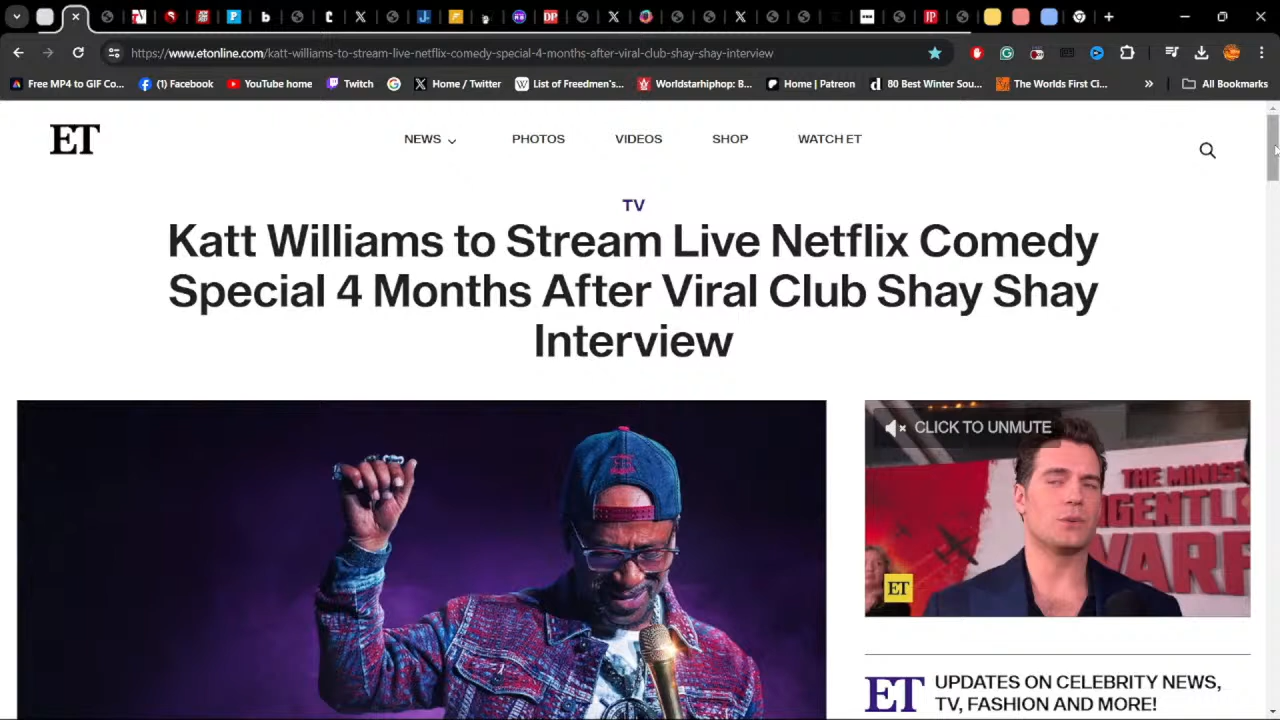 https://www.etonline.com/katt-williams-to-stream-live-netflix-comedy-special-4-months-after-viral-club-shay-shay-interview
Free MP4 to GIF Co...
(1) Facebook
YouTube home
Twitch
Home / Twitter
List of Freedmen's...
Worldstarhiphop: B...
Home | Patreon
80 Best Winter Sou...
The Worlds First Cl...
All Bookmarks
ET
NEWS
PHOTOS
VIDEOS
SHOP
WATCH ET
TV
Katt Williams to Stream Live Netflix Comedy
Special 4 Months After Viral Club Shay Shay
Interview
CLICK TO UNMUTE
THE MINIS
GENTL
WARF
ET
ET
UPDATES ON CELEBRITY NEWS,
TV, FASHION AND MORE!